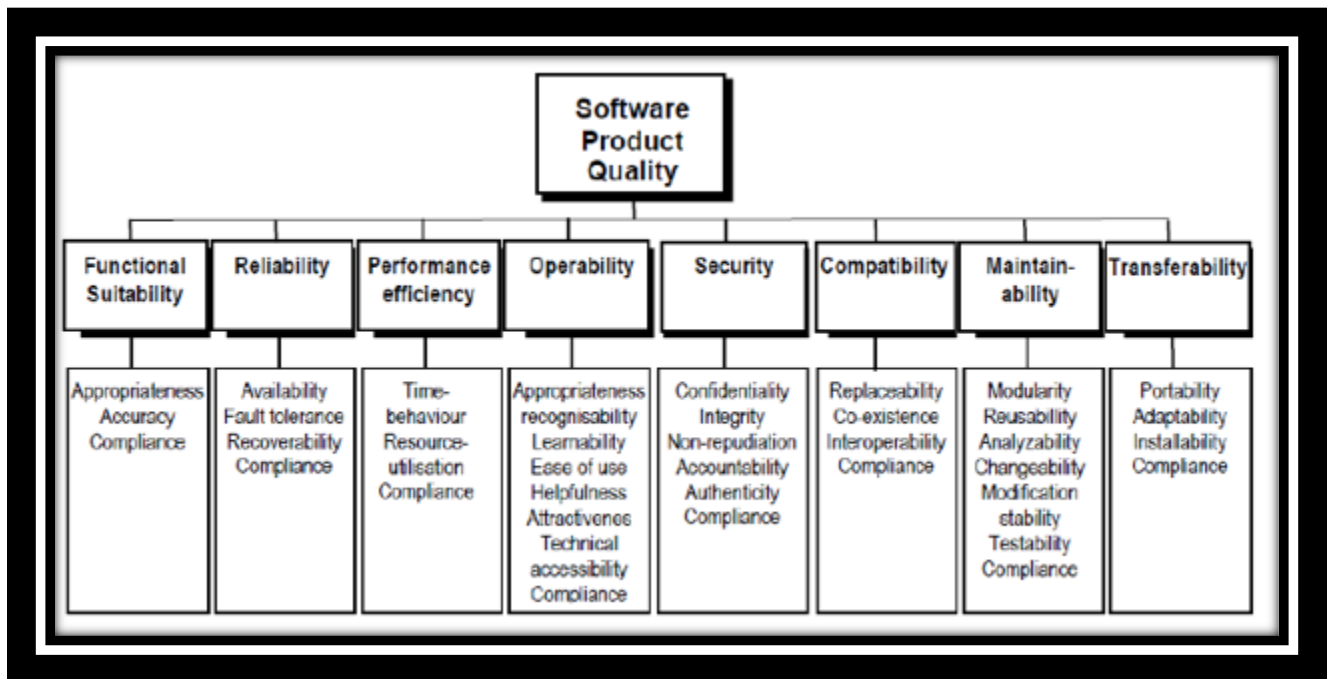 Software
Product
Quality
Functional
Suitability
Reliability
Performance
efficiency
Operability
Security
Compatibility
Maintain-
ability
Transferability
Appropriateness
Accuracy
Compliance
Availability
Fault tolerance
Recoverability
Compliance
Time-
behaviour
Resource-
utilisation
Compliance
Appropriateness
recognisability
Learnability
Ease of use
Helpfulness
Attractivenes
Technical
accessibility
Compliance
Confidentiality
Integrity
Non-repudiation
Accountability
Authenticity
Compliance
Replaceability
Co-existence
Interoperability
Compliance
Modularity
Reusabillity
Analyzability
Changeability
Modification
stability
Testability
Compliance
Portability
Adaptability
Installability
Compliance